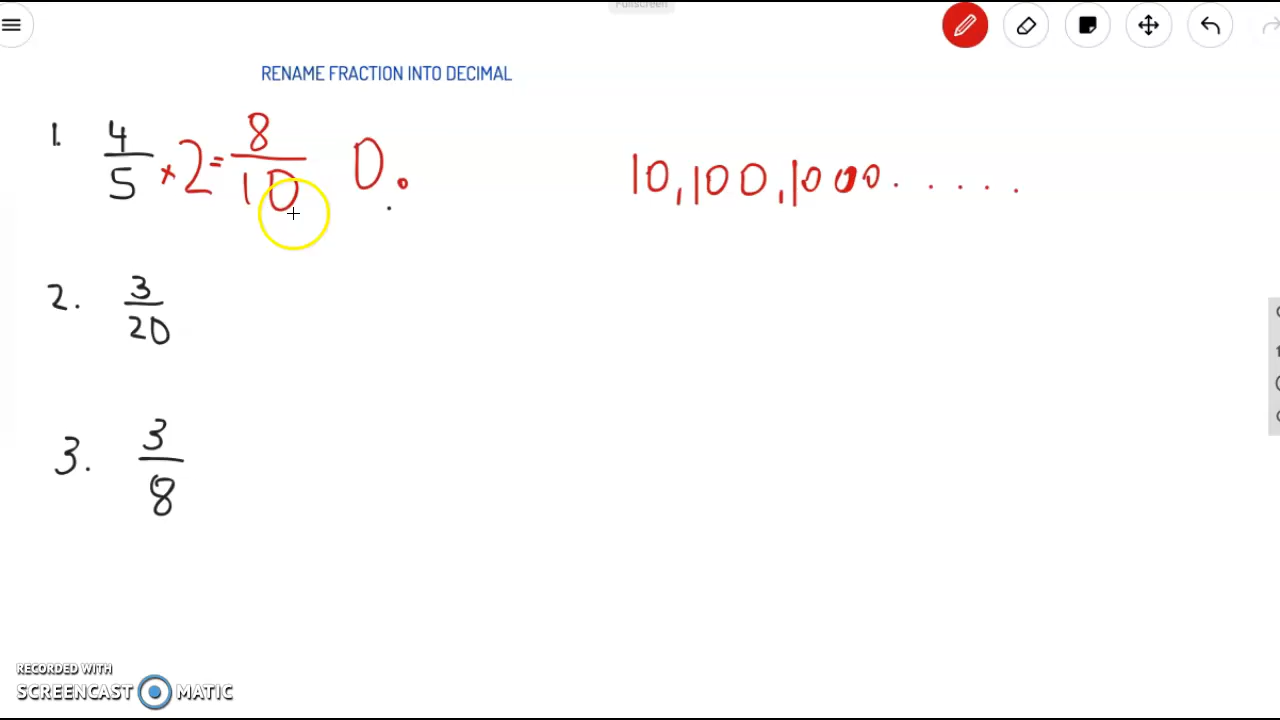 Fullscreen
RENAME FRACTION INTO DECIMAL
1. 4/5 × 2 = 8/10 0.
10, 100, 1000. . . . .
2. 3/20
3. 3/8
RECORDED WITH
SCREENCAST MATIC